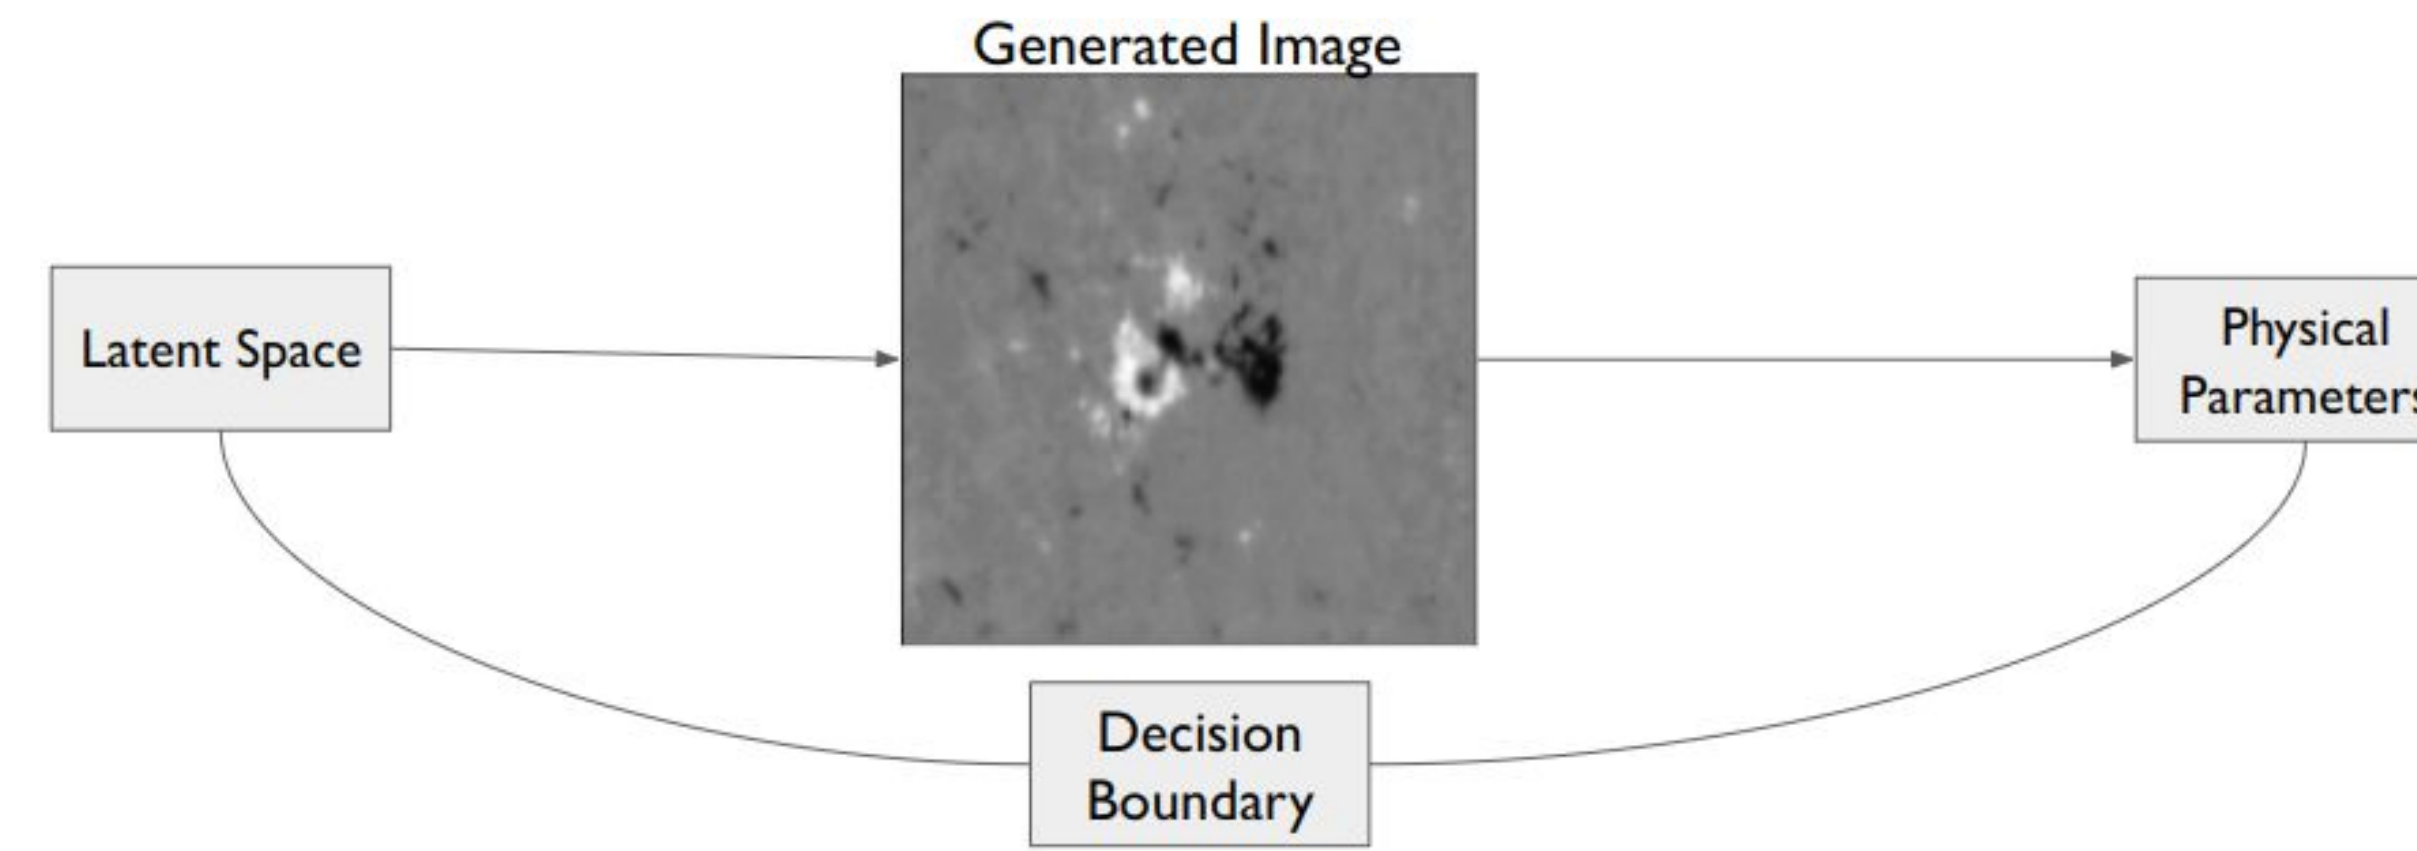 Generated Image
Latent Space
Physical
Parameters
Decision
Boundary